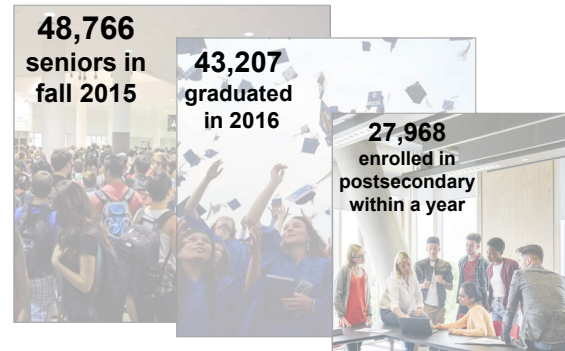 48,766
seniors in
fall 2015
43,207
graduated
in 2016
27,968
enrolled in
postsecondary
within a year